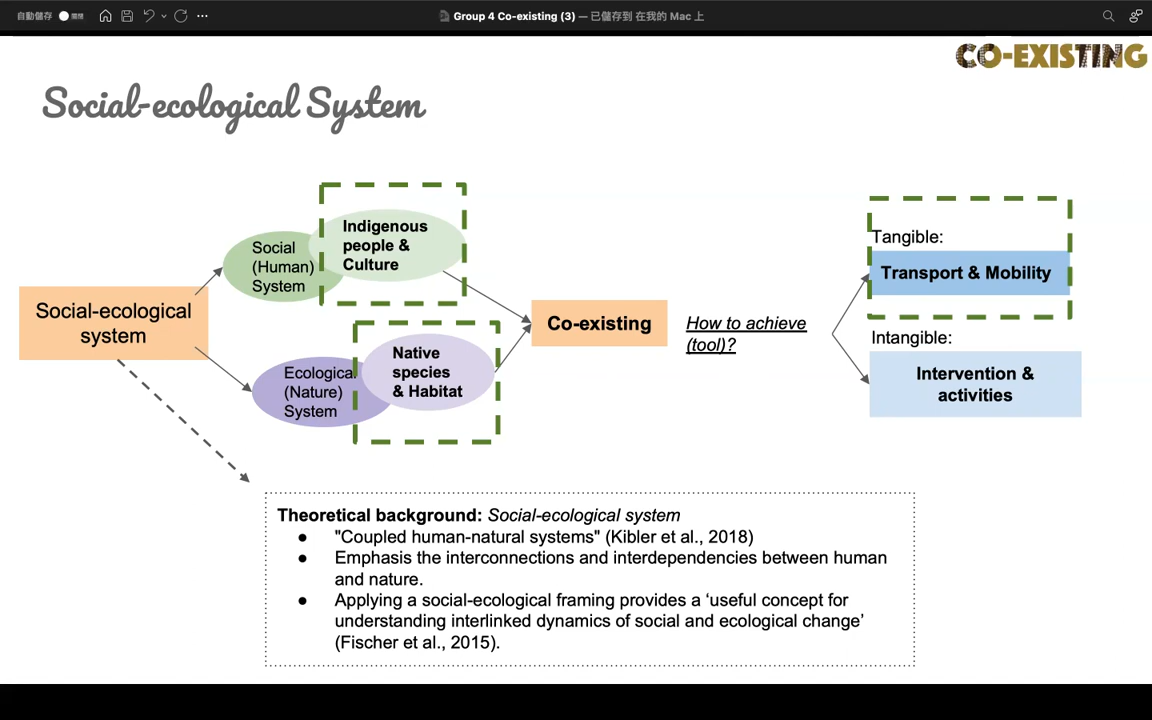 自動儲存 關閉
Group 4 Co-existing (3) — 已儲存到 在我的 Mac 上
CO-EXISTING
Social-ecological System
Social-ecological
system
Social
(Human)
System
Indigenous
people &
Culture
Ecological
(Nature)
System
Native
species
& Habitat
Co-existing
How to achieve
(tool)?
Tangible:
Transport & Mobility
Intangible:
Intervention &
activities
Theoretical background: Social-ecological system
● "Coupled human-natural systems" (Kibler et al., 2018)
● Emphasis the interconnections and interdependencies between human
and nature.
● Applying a social-ecological framing provides a ‘useful concept for
understanding interlinked dynamics of social and ecological change’
(Fischer et al., 2015).